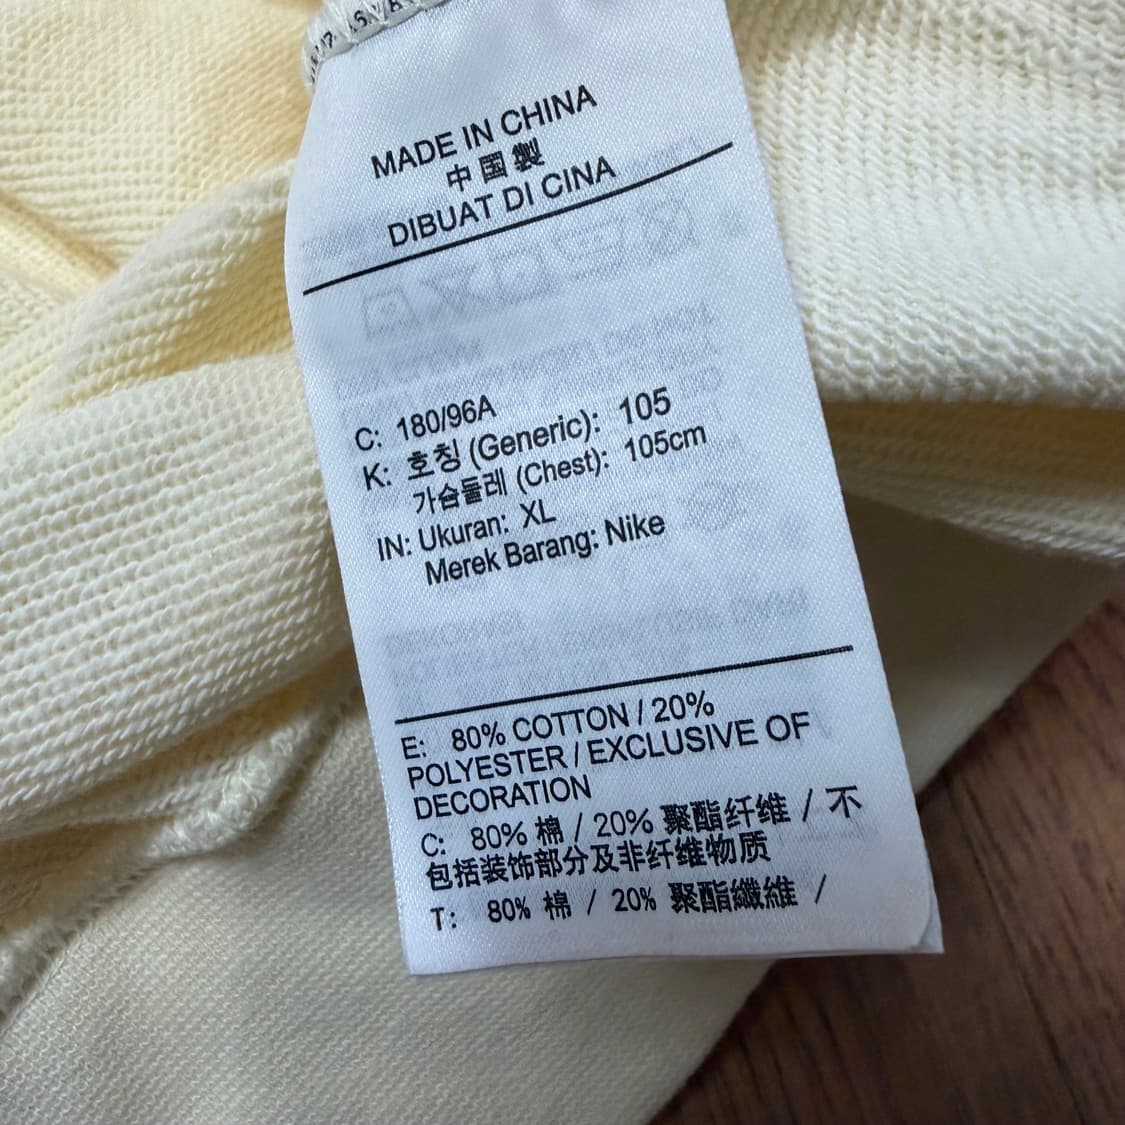 MADE IN CHINA
中国製
DIBUAT DI CINA
C: 180/96A
K: 호칭 (Generic): 105
가슴둘레 (Chest): 105cm
IN: Ukuran: XL
Merek Barang: Nike
E: 80% COTTON / 20%
POLYESTER / EXCLUSIVE OF
DECORATION
C: 80% 棉 / 20% 聚酯纤维 / 不
包括装饰部分及非纤维物质
T: 80% 棉 / 20% 聚酯纖維 /